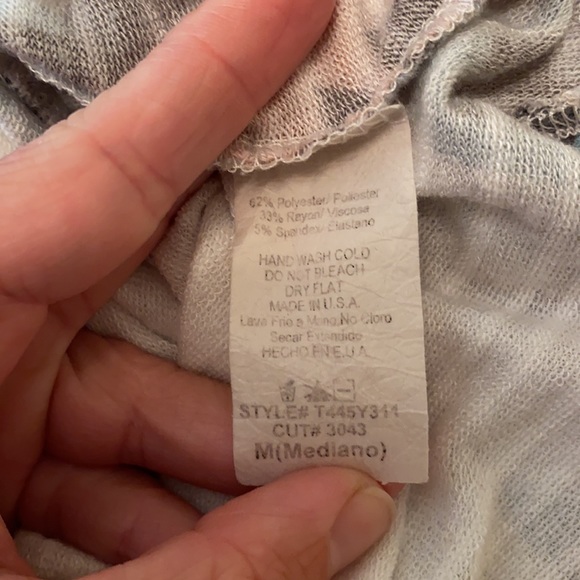 62% Polyester/ Poliester
33% Rayon/ Viscosa
5% Spandex/ Elastano
HAND WASH COLD
DO NOT BLEACH
DRY FLAT
MADE IN U.S.A.
Lave Frio a Mano, No Cloro
Secar Extendido
HECHO EN E.U.A.
STYLE# T445Y311
CUT# 3043
M(Mediano)